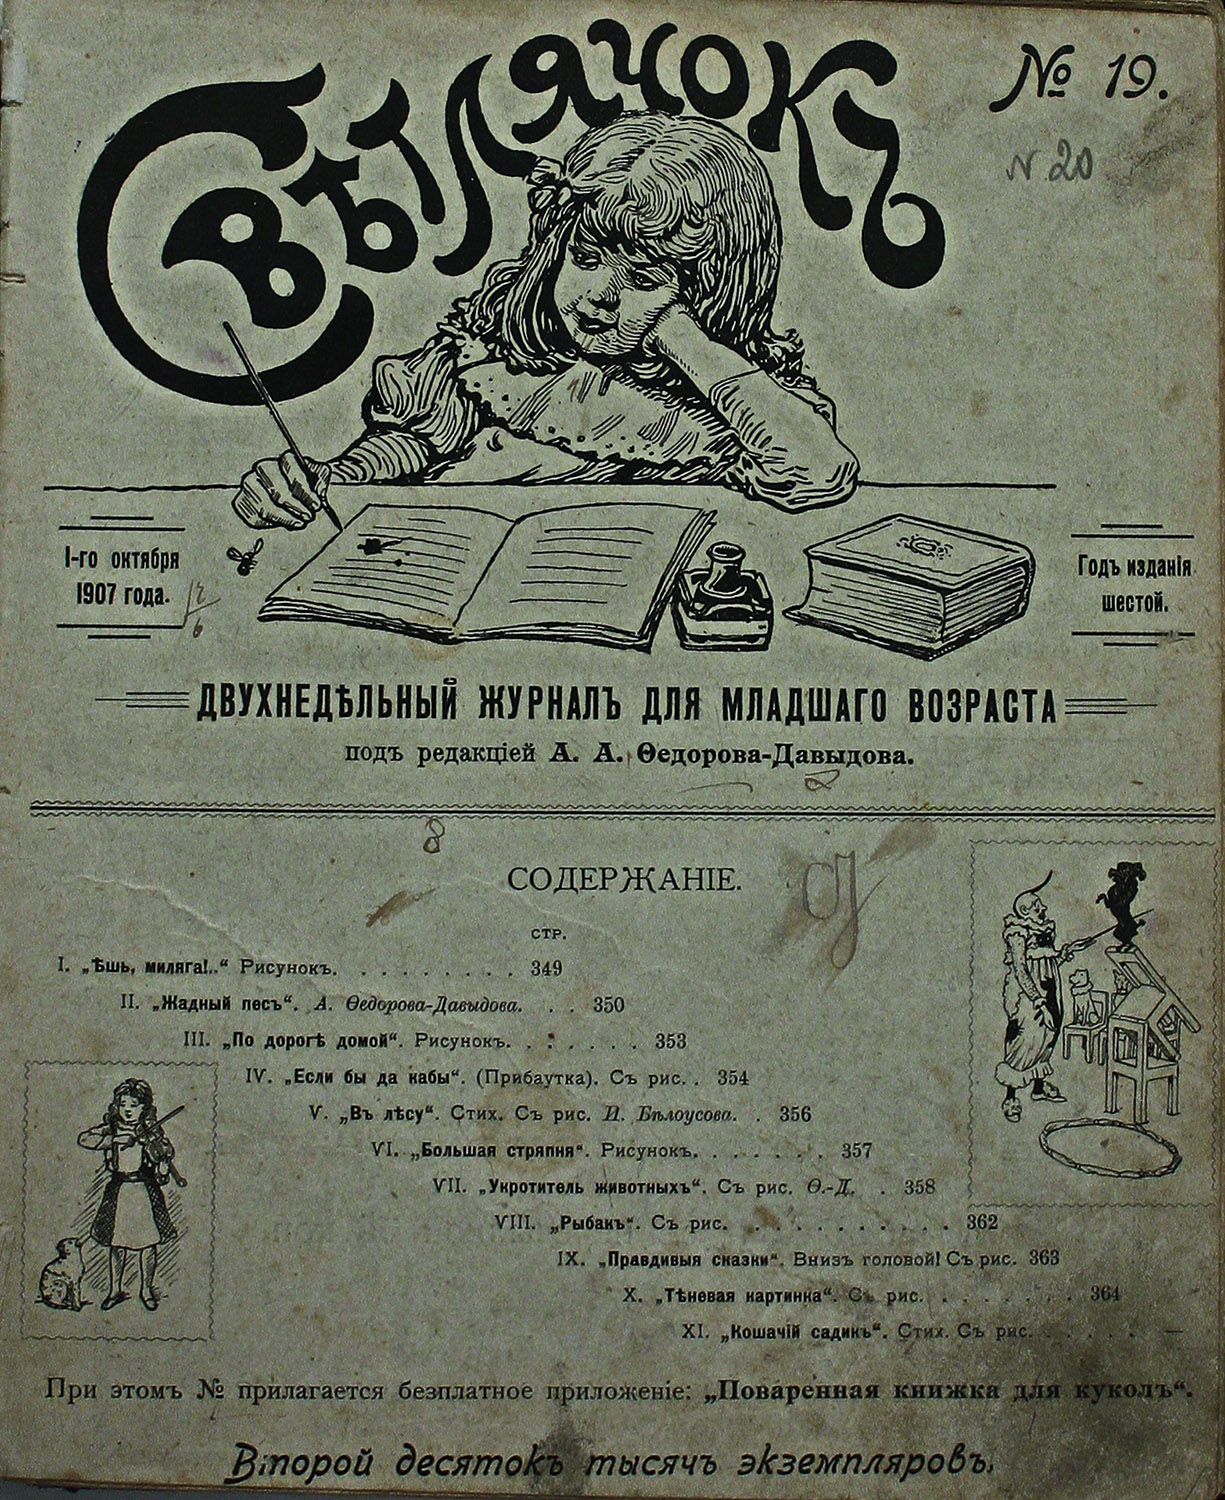 Свѣтлячокъ
№ 19.
N 20
1-го октября
1907 года.
Годъ изданія
шестой.
ДВУХНЕДѢЛЬНЫЙ ЖУРНАЛЪ ДЛЯ МЛАДШАГО ВОЗРАСТА
подъ редакціей А. А. Ѳедорова-Давыдова.
8
СОДЕРЖАНІЕ.
СТР.
I. „Ѣшь, миляга!..“ Рисунокъ. . . . . . . . . 349
II. „Жадный песъ“. А. Ѳедорова-Давыдова. . . 350
III. „По дорогѣ домой“. Рисунокъ. . . . . . . 353
IV. „Если бы да кабы“. (Прибаутка). Съ рис. . 354
V. „Въ лѣсу“. Стих. Съ рис. И. Бѣлоусова. . 356
VI. „Большая стряпня“. Рисунокъ. . . . . . . 357
VII. „Укротитель животныхъ“. Съ рис. Ѳ.-Д. . 358
VIII. „Рыбакъ“. Съ рис. . . . . . . . . . . 362
IX. „Правдивыя сказки“. Внизъ головой! Съ рис. 363
X. „Тѣневая картинка“. Съ рис. . . . . . . . 364
XI. „Кошачій садикъ“. Стих. Съ рис. . . . . . —
При этомъ № прилагается безплатное приложеніе: „Поваренная книжка для куколъ“.
Второй десятокъ тысячъ экземпляровъ.